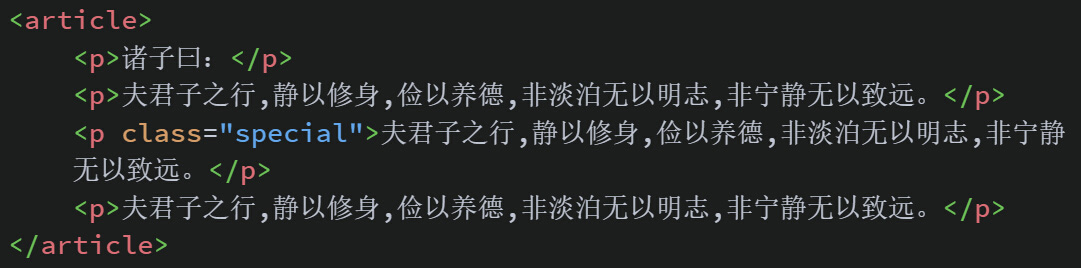 <article>
<p>诸子曰：</p>
<p>夫君子之行,静以修身,俭以养德,非淡泊无以明志,非宁静无以致远。</p>
<p class="special">夫君子之行,静以修身,俭以养德,非淡泊无以明志,非宁静
无以致远。</p>
<p>夫君子之行,静以修身,俭以养德,非淡泊无以明志,非宁静无以致远。</p>
</article>